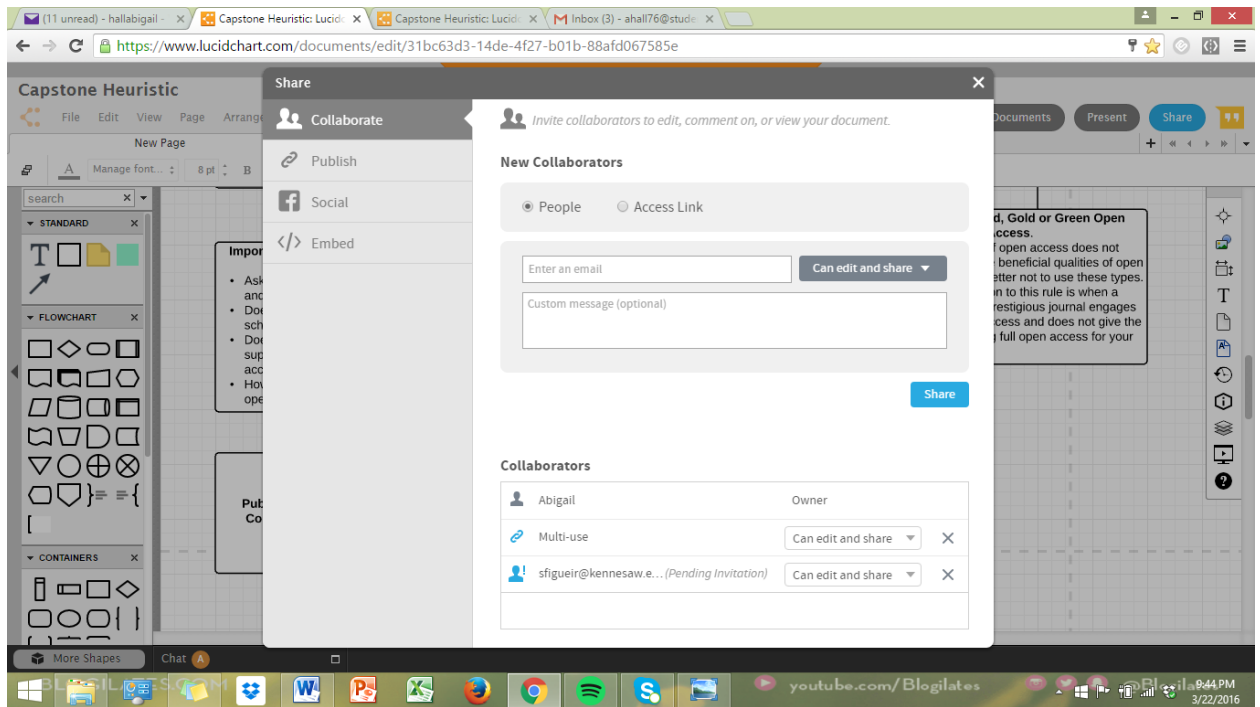 (11 unread) - hallabigail -
Capstone Heuristic: Lucidc
Capstone Heuristic: Lucidc
Inbox (3) - ahall76@stude
https://www.lucidchart.com/documents/edit/31bc63d3-14de-4f27-b01b-88afd067585e
Capstone Heuristic
File Edit View Page Arrange
Documents Present Share
New Page
Manage font... 8 pt B
search
STANDARD
T
FLOWCHART
CONTAINERS
More Shapes
Chat A
Impor
Ask
and
Doe
sch
Doe
sup
acc
How
ope
Pub
Co
Share
Collaborate
Publish
Social
Embed
Invite collaborators to edit, comment on, or view your document.
New Collaborators
People Access Link
Enter an email
Can edit and share
Custom message (optional)
Share
Collaborators
Abigail Owner
Multi-use Can edit and share
sfigueir@kennesaw.e... (Pending Invitation) Can edit and share
d, Gold or Green Open
ccess.
f open access does not
beneficial qualities of open
etter not to use these types.
n to this rule is when a
restigious journal engages
cess and does not give the
full open access for your
youtube.com/Blogilates
9:44 PM
3/22/2016